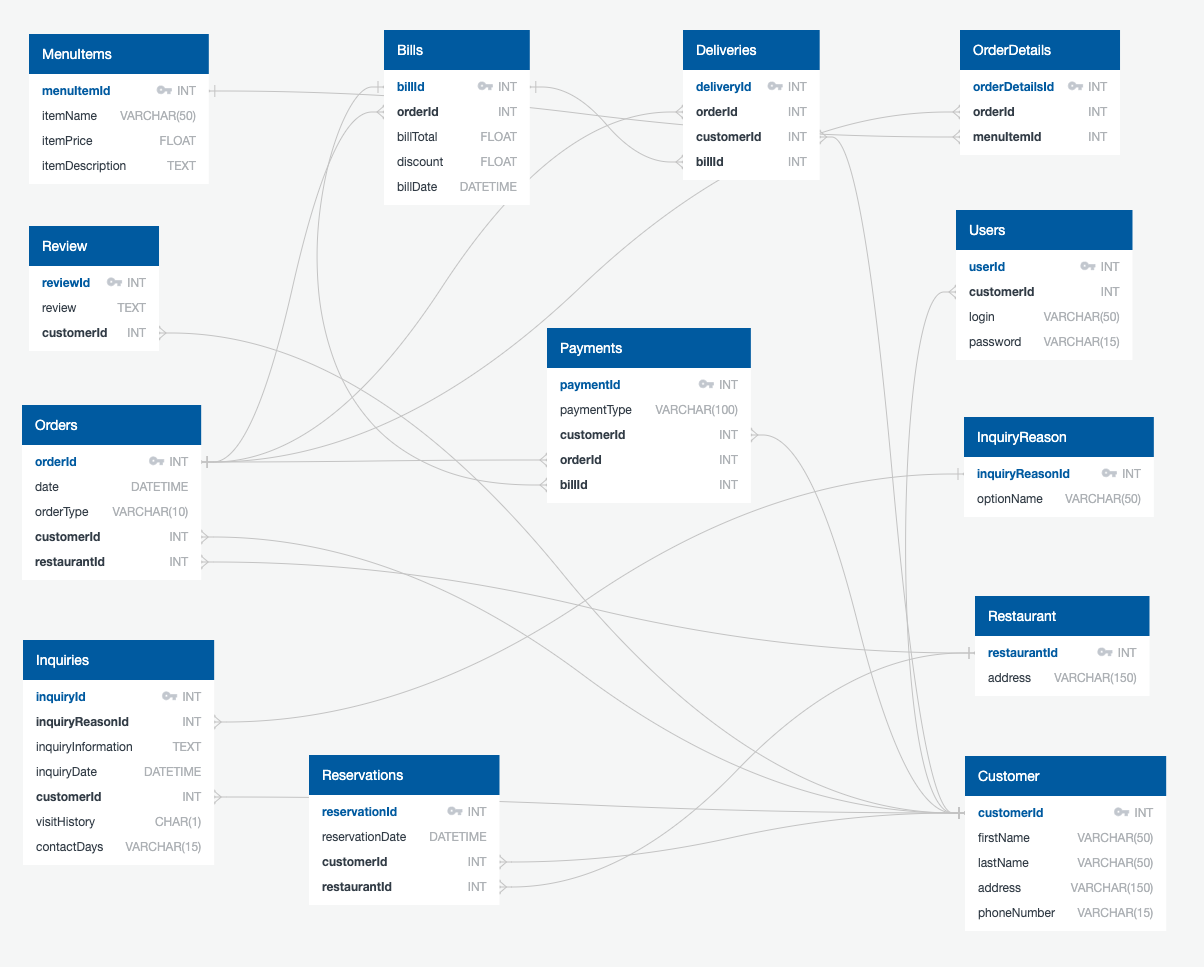 MenuItems
menuItemId INT
itemName VARCHAR(50)
itemPrice FLOAT
itemDescription TEXT
Bills
billId INT
orderId INT
billTotal FLOAT
discount FLOAT
billDate DATETIME
Deliveries
deliveryId INT
orderId INT
customerId INT
billId INT
OrderDetails
orderDetailsId INT
orderId INT
menuItemId INT
Review
reviewId INT
review TEXT
customerId INT
Users
userId INT
customerId INT
login VARCHAR(50)
password VARCHAR(15)
Payments
paymentId INT
paymentType VARCHAR(100)
customerId INT
orderId INT
billId INT
Orders
orderId INT
date DATETIME
orderType VARCHAR(10)
customerId INT
restaurantId INT
InquiryReason
inquiryReasonId INT
optionName VARCHAR(50)
Restaurant
restaurantId INT
address VARCHAR(150)
Inquiries
inquiryId INT
inquiryReasonId INT
inquiryInformation TEXT
inquiryDate DATETIME
customerId INT
visitHistory CHAR(1)
contactDays VARCHAR(15)
Reservations
reservationId INT
reservationDate DATETIME
customerId INT
restaurantId INT
Customer
customerId INT
firstName VARCHAR(50)
lastName VARCHAR(50)
address VARCHAR(150)
phoneNumber VARCHAR(15)